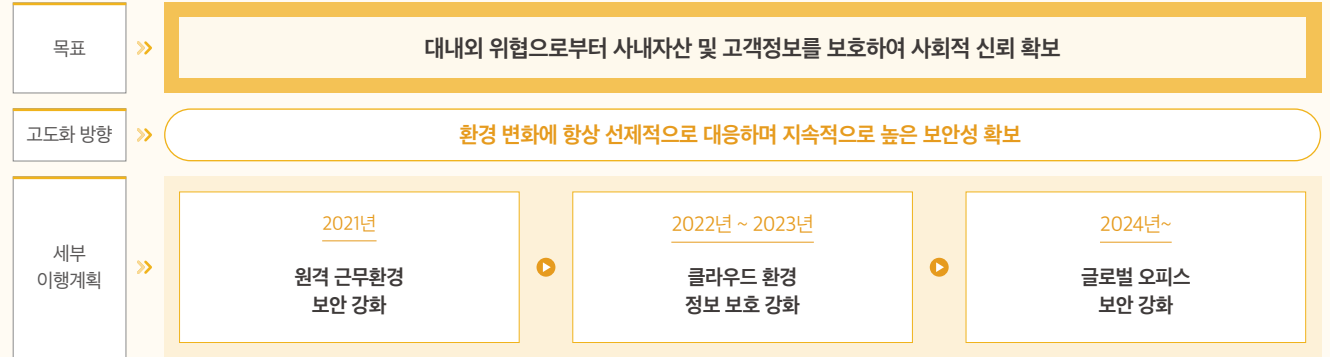 목표
대내외 위협으로부터 사내자산 및 고객정보를 보호하여 사회적 신뢰 확보
고도화 방향
환경 변화에 항상 선제적으로 대응하며 지속적으로 높은 보안성 확보
세부
이행계획
2021년
원격 근무환경
보안 강화
2022년 ~ 2023년
클라우드 환경
정보 보호 강화
2024년~
글로벌 오피스
보안 강화